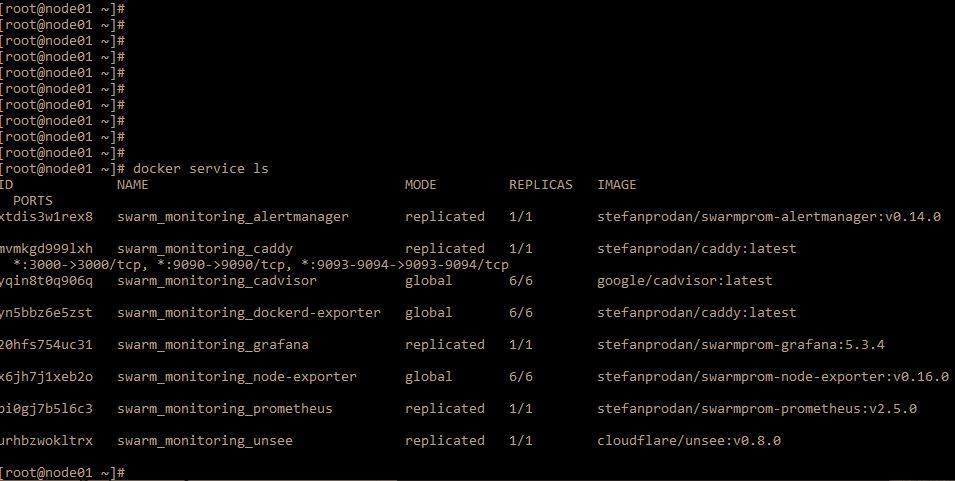 [root@node01 ~]#
[root@node01 ~]#
[root@node01 ~]#
[root@node01 ~]#
[root@node01 ~]#
[root@node01 ~]#
[root@node01 ~]#
[root@node01 ~]#
[root@node01 ~]#
[root@node01 ~]#
[root@node01 ~]# docker service ls
ID NAME MODE REPLICAS IMAGE
PORTS
xtdis3w1rex8 swarm_monitoring_alertmanager replicated 1/1 stefanprodan/swarmprom-alertmanager:v0.14.0
mvmkgd999lxh swarm_monitoring_caddy replicated 1/1 stefanprodan/caddy:latest
*:3000->3000/tcp, *:9090->9090/tcp, *:9093-9094->9093-9094/tcp
yqin8t0q906q swarm_monitoring_cadvisor global 6/6 google/cadvisor:latest
yn5bbz6e5zst swarm_monitoring_dockerd-exporter global 6/6 stefanprodan/caddy:latest
20hfs754uc31 swarm_monitoring_grafana replicated 1/1 stefanprodan/swarmprom-grafana:5.3.4
x6jh7j1xeb2o swarm_monitoring_node-exporter global 6/6 stefanprodan/swarmprom-node-exporter:v0.16.0
pi0gj7b5l6c3 swarm_monitoring_prometheus replicated 1/1 stefanprodan/swarmprom-prometheus:v2.5.0
urhbzwokltrx swarm_monitoring_unsee replicated 1/1 cloudflare/unsee:v0.8.0
[root@node01 ~]#